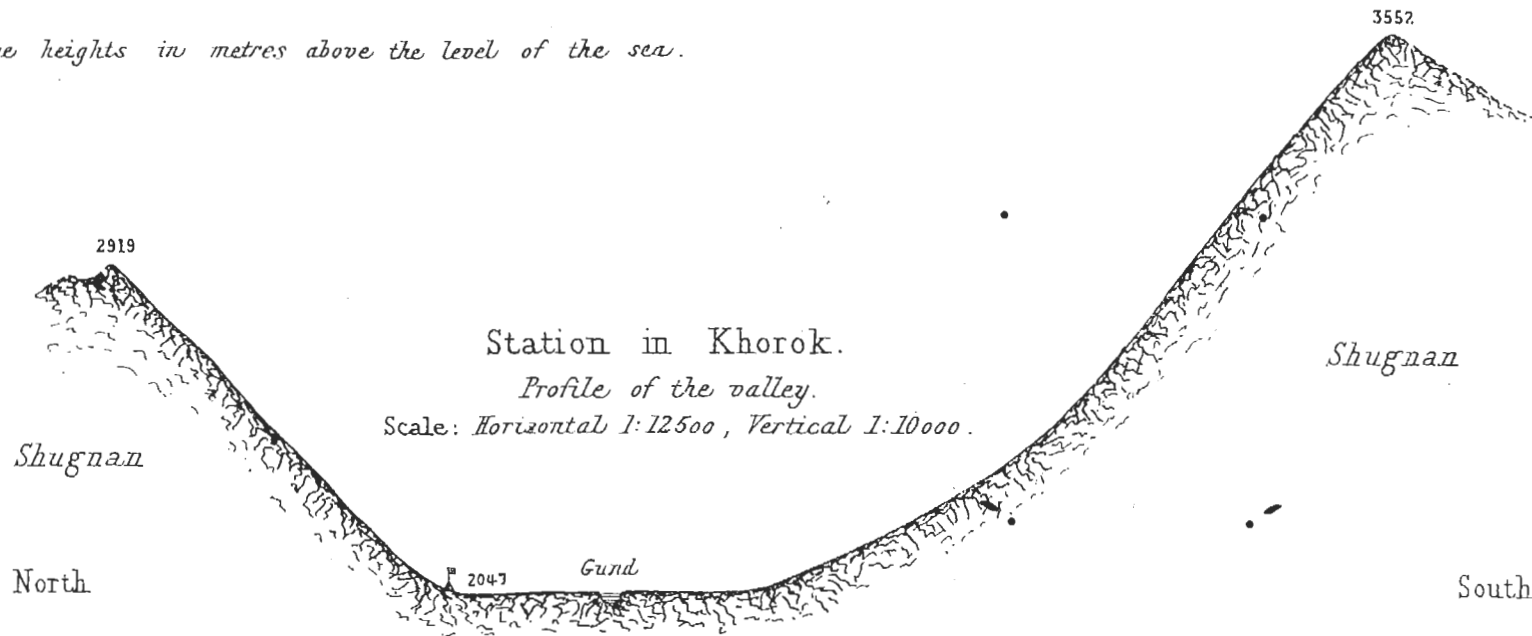 3552
e heights in metres above the level of the sea.
2919
Station in Khorok.
Profile of the valley.
Scale: Horizontal 1:12500, Vertical 1:10000.
Shugnan
Shugnan
Gund
2047
North
South